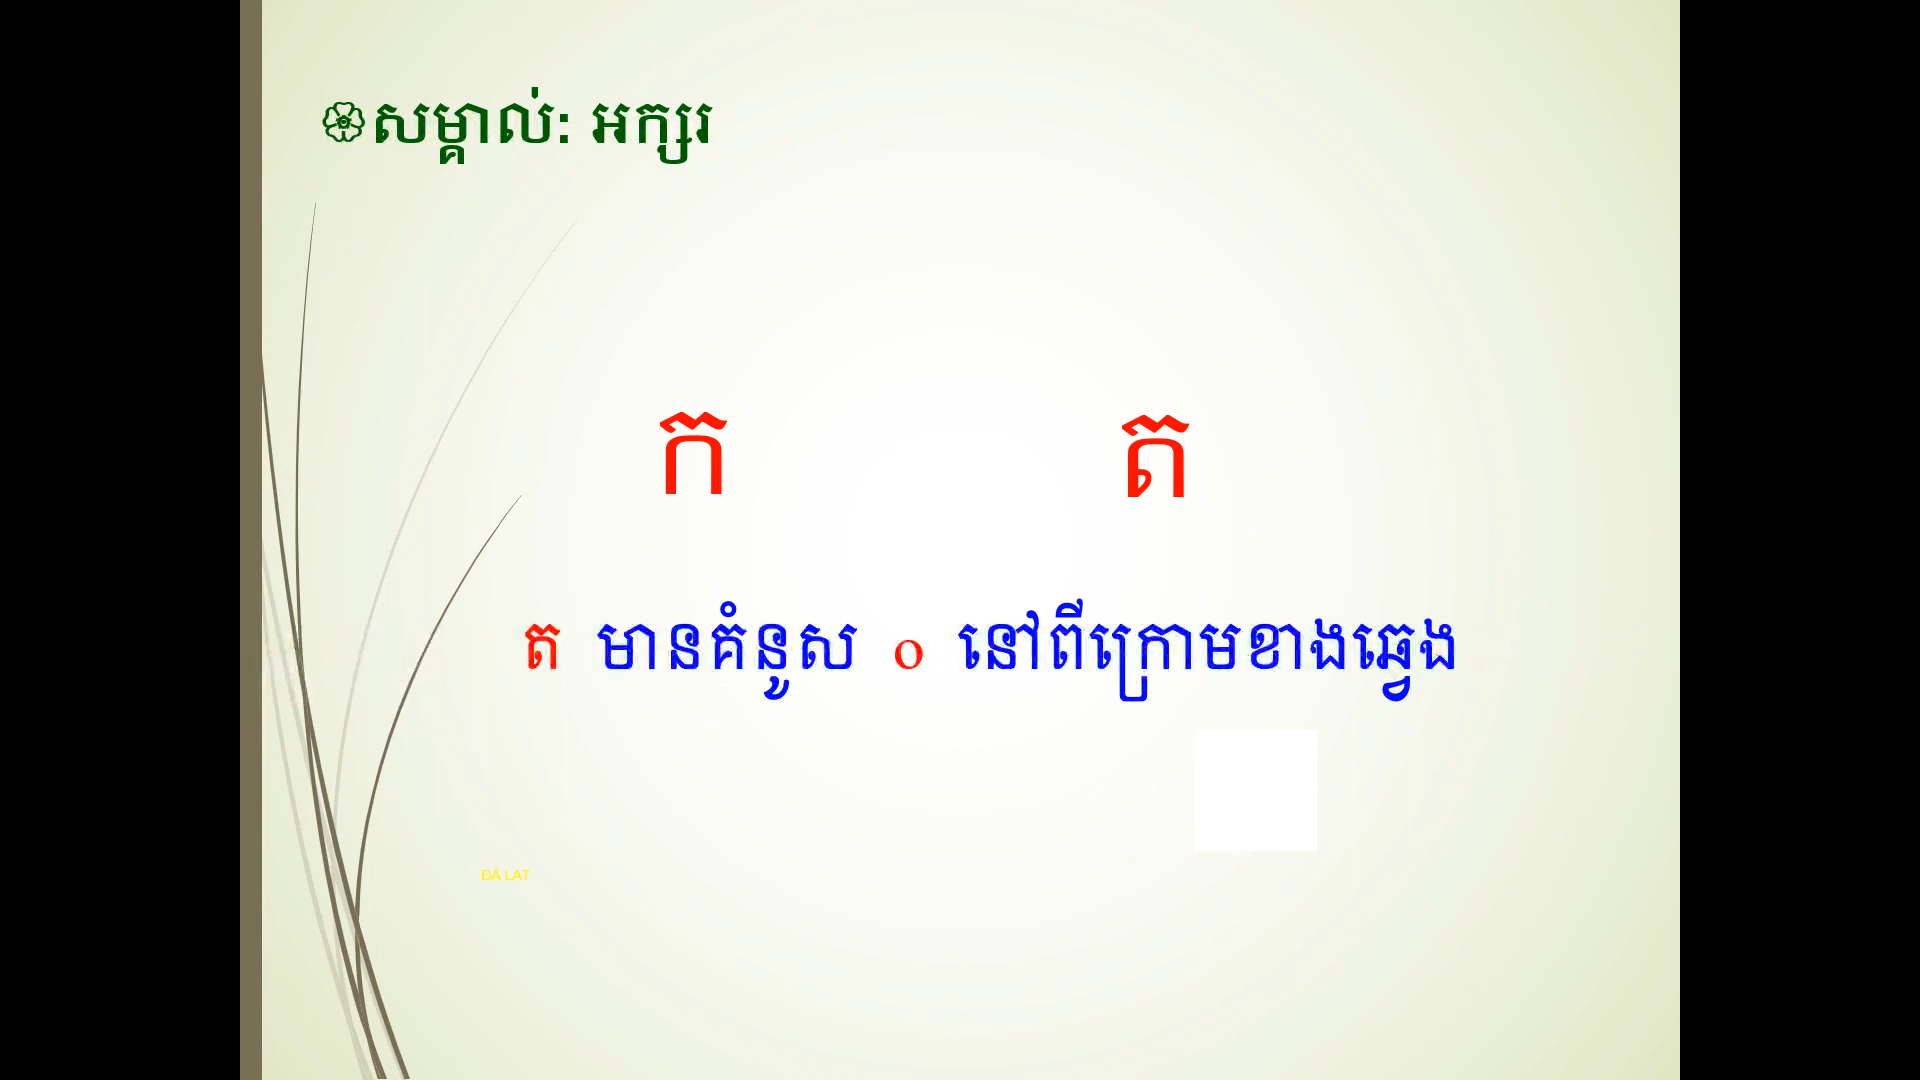 សម្គាល់: អក្សរ
ក ត
ត មានគំនូស o នៅពីក្រោមខាងឆ្វេង
ĐÀ LẠT